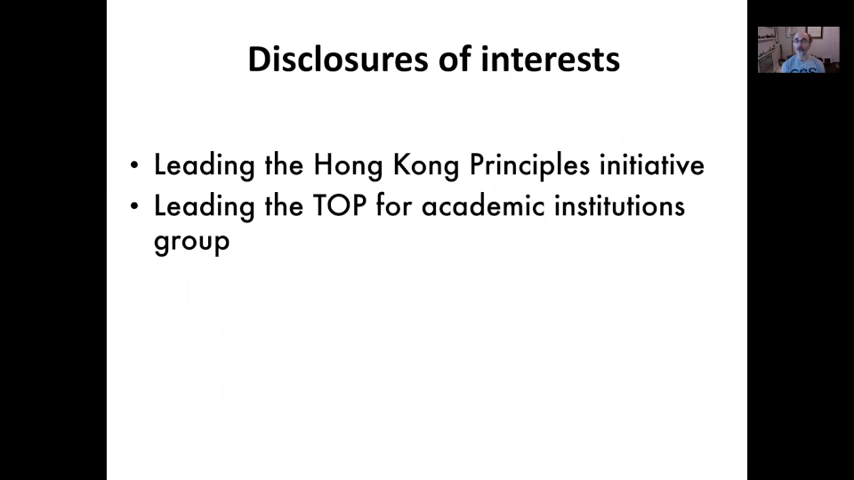 Disclosures of interests
• Leading the Hong Kong Principles initiative
• Leading the TOP for academic institutions
group